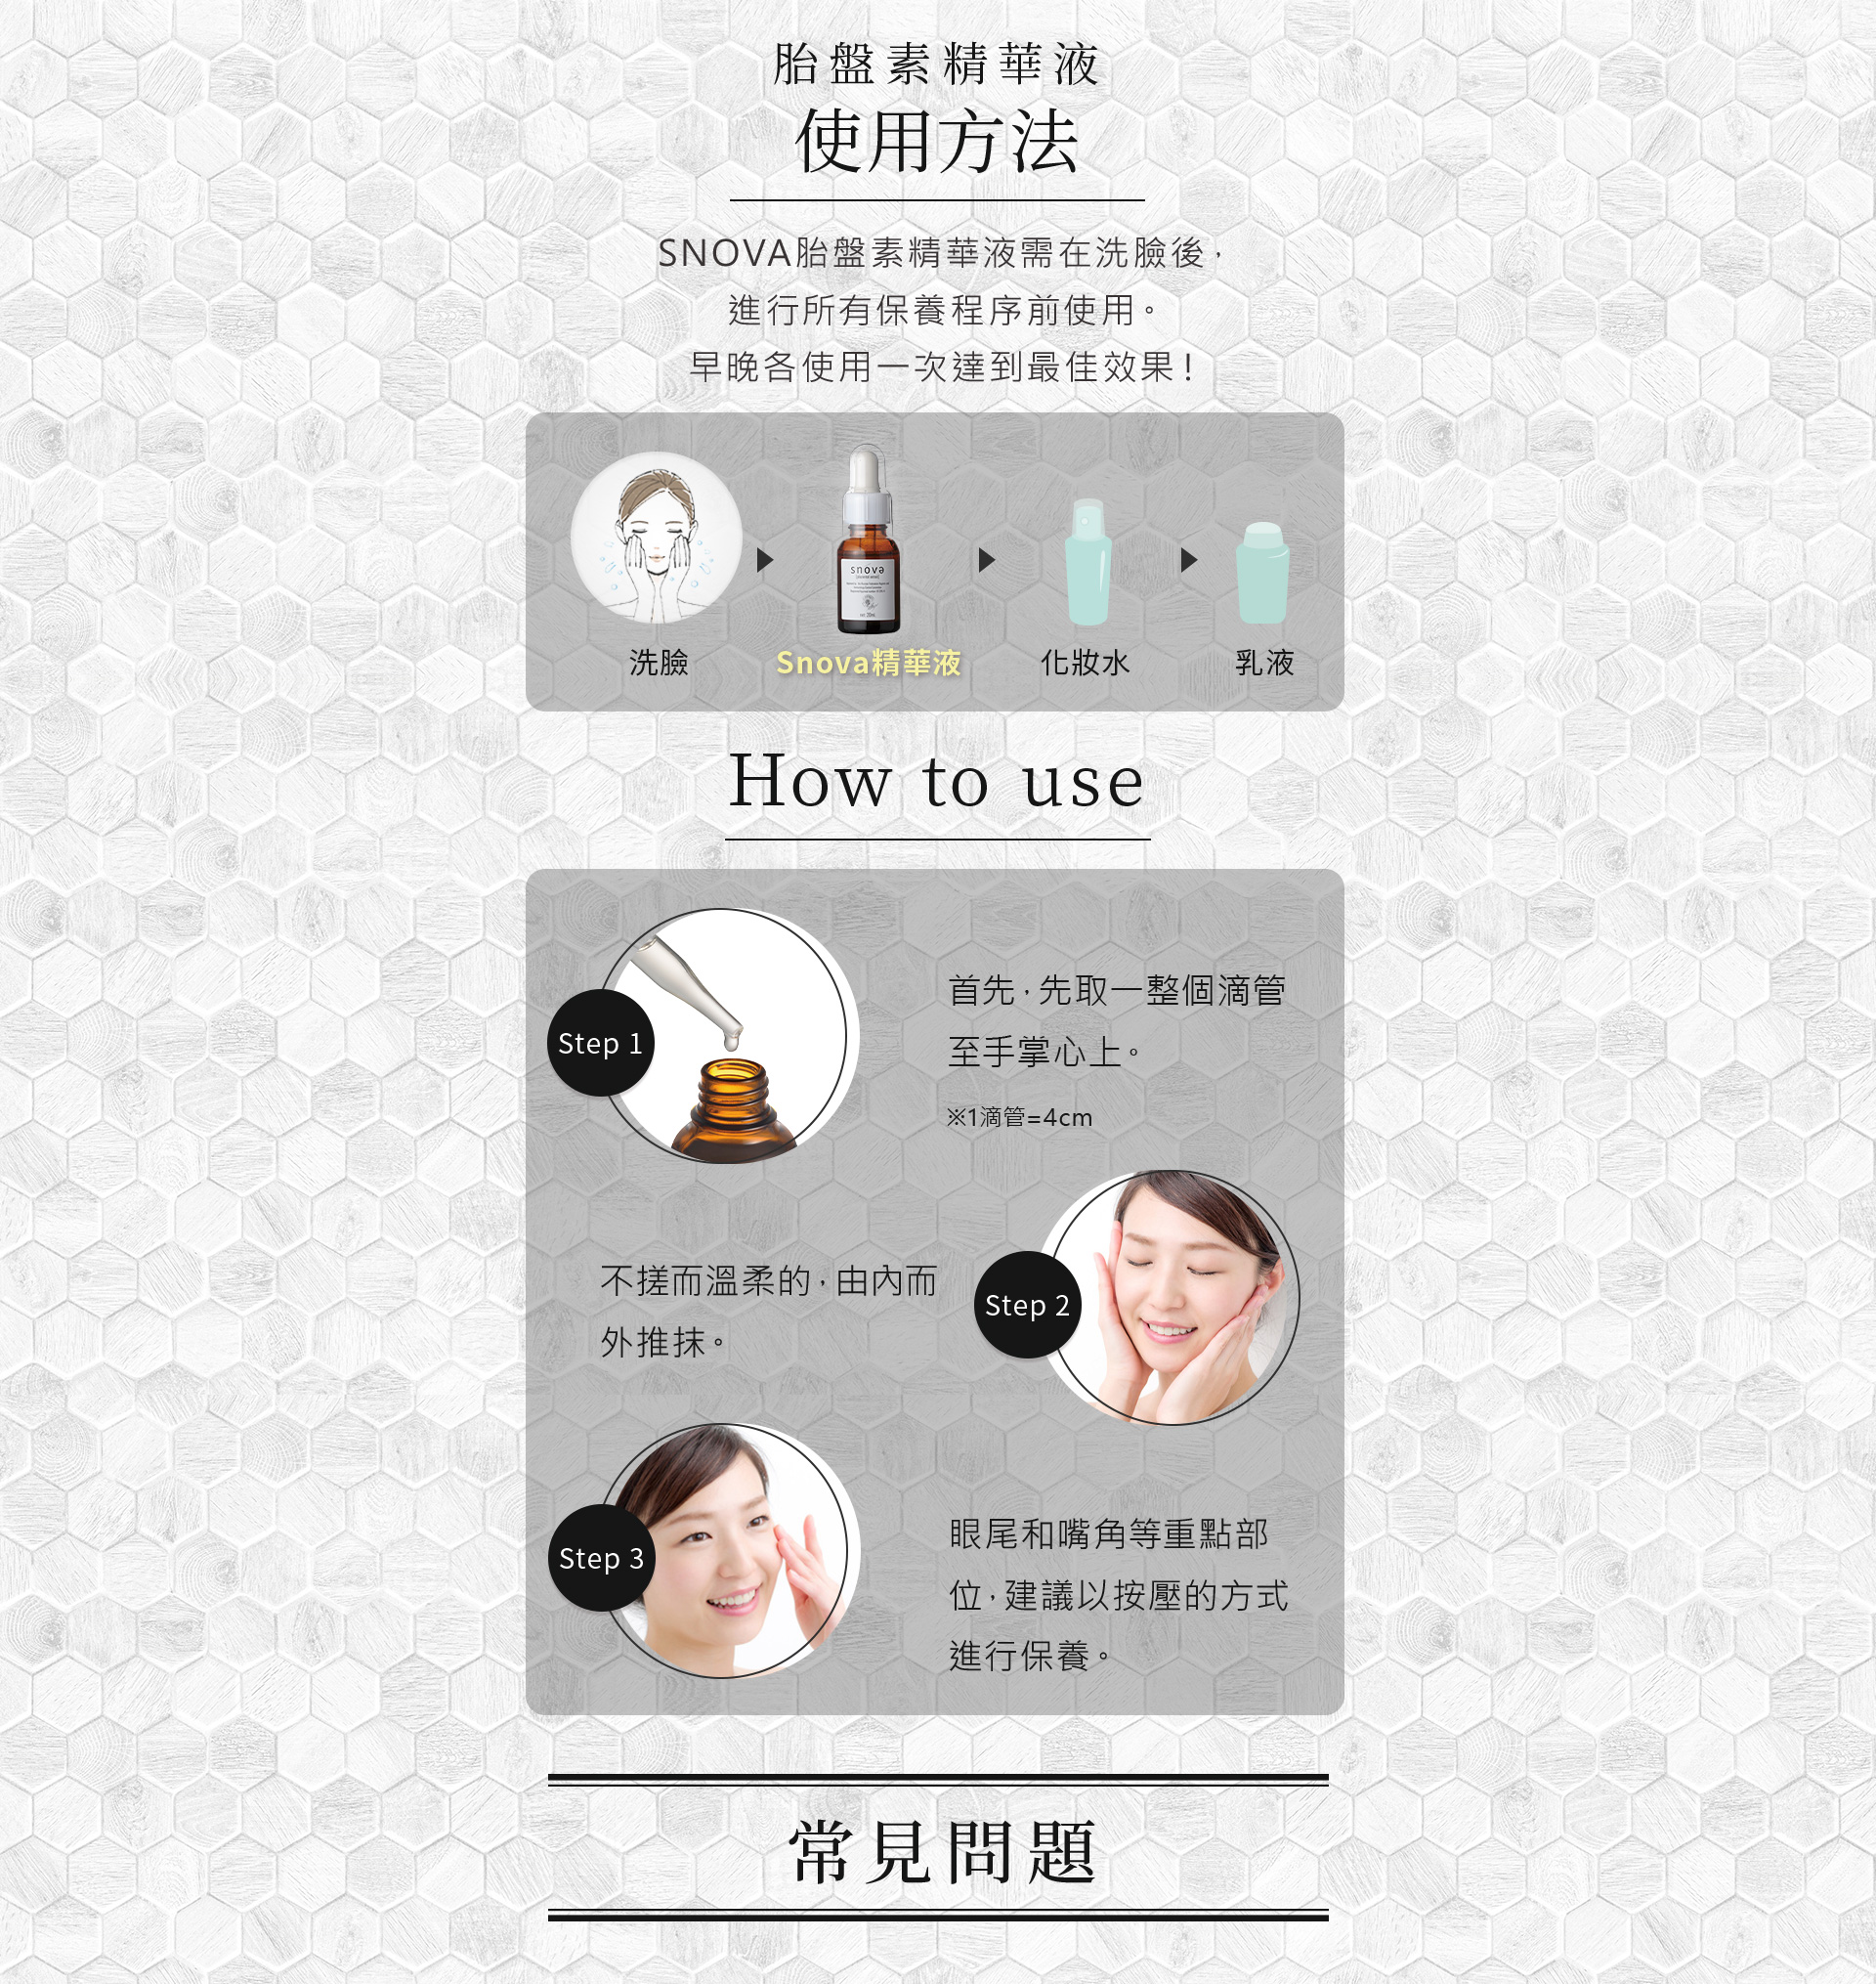 胎盤素精華液
使用方法
SNOVA胎盤素精華液需在洗臉後，
進行所有保養程序前使用。
早晚各使用一次達到最佳效果！
snova
洗臉
Snova精華液
化妝水
乳液
How to use
Step 1
首先，先取一整個滴管
至手掌心上。
※1滴管=4cm
不搓而溫柔的，由內而
外推抹。
Step 2
Step 3
眼尾和嘴角等重點部
位，建議以按壓的方式
進行保養。
常見問題